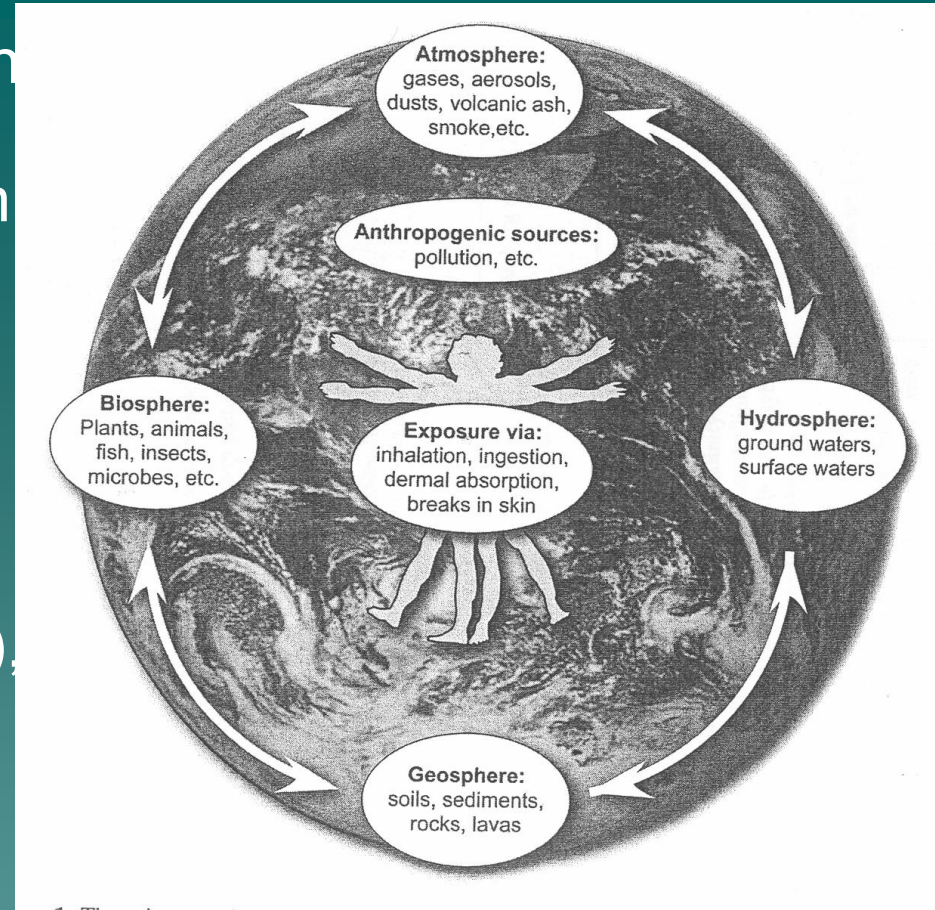 Atmosphere:
gases, aerosols,
dusts, volcanic ash,
smoke,etc.
Anthropogenic sources:
pollution, etc.
Biosphere:
Plants, animals,
fish, insects,
microbes, etc.
Exposure via:
inhalation, ingestion,
dermal absorption,
breaks in skin
Hydrosphere:
ground waters,
surface waters
Geosphere:
soils, sediments,
rocks, lavas